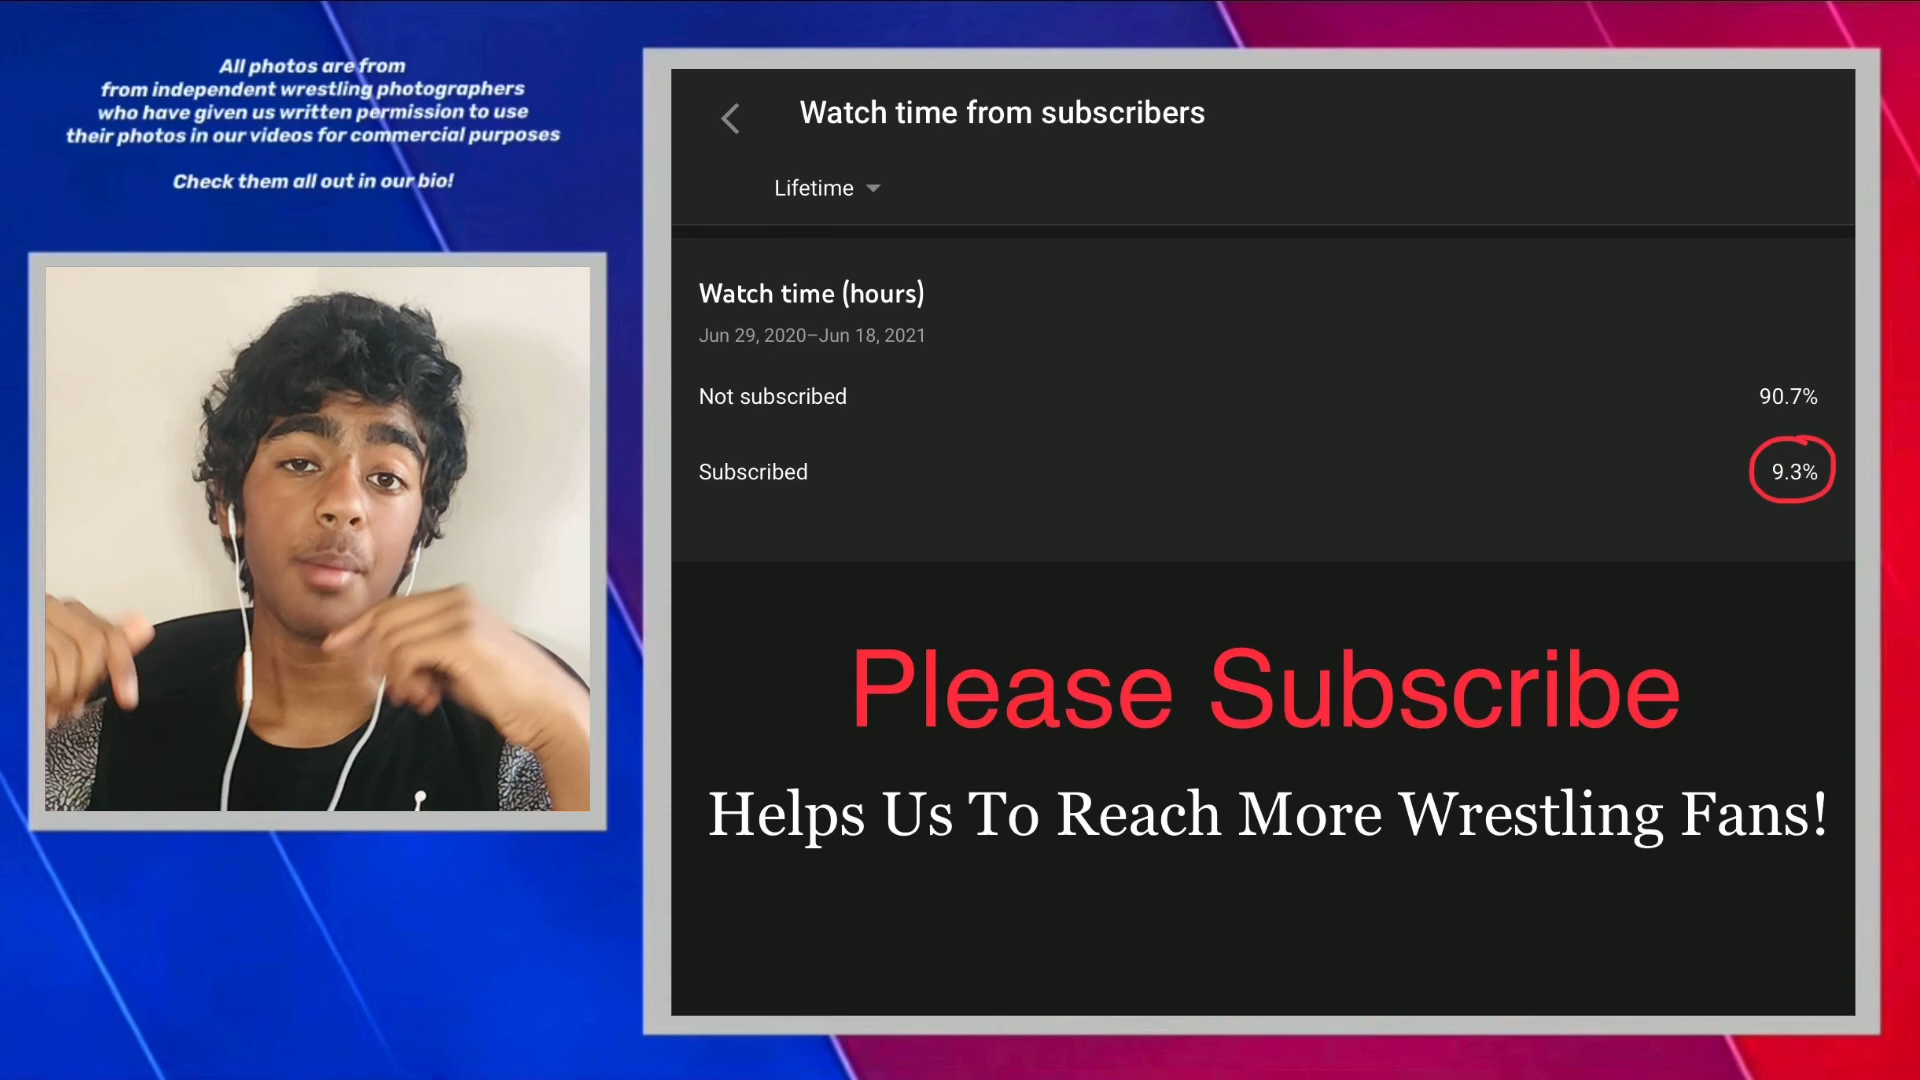 All photos are from
from independent wrestling photographers
who have given us written permission to use
their photos in our videos for commercial purposes
Check them all out in our bio!
Watch time from subscribers
Lifetime
Watch time (hours)
Jun 29, 2020–Jun 18, 2021
Not subscribed 90.7%
Subscribed 9.3%
Please Subscribe
Helps Us To Reach More Wrestling Fans!